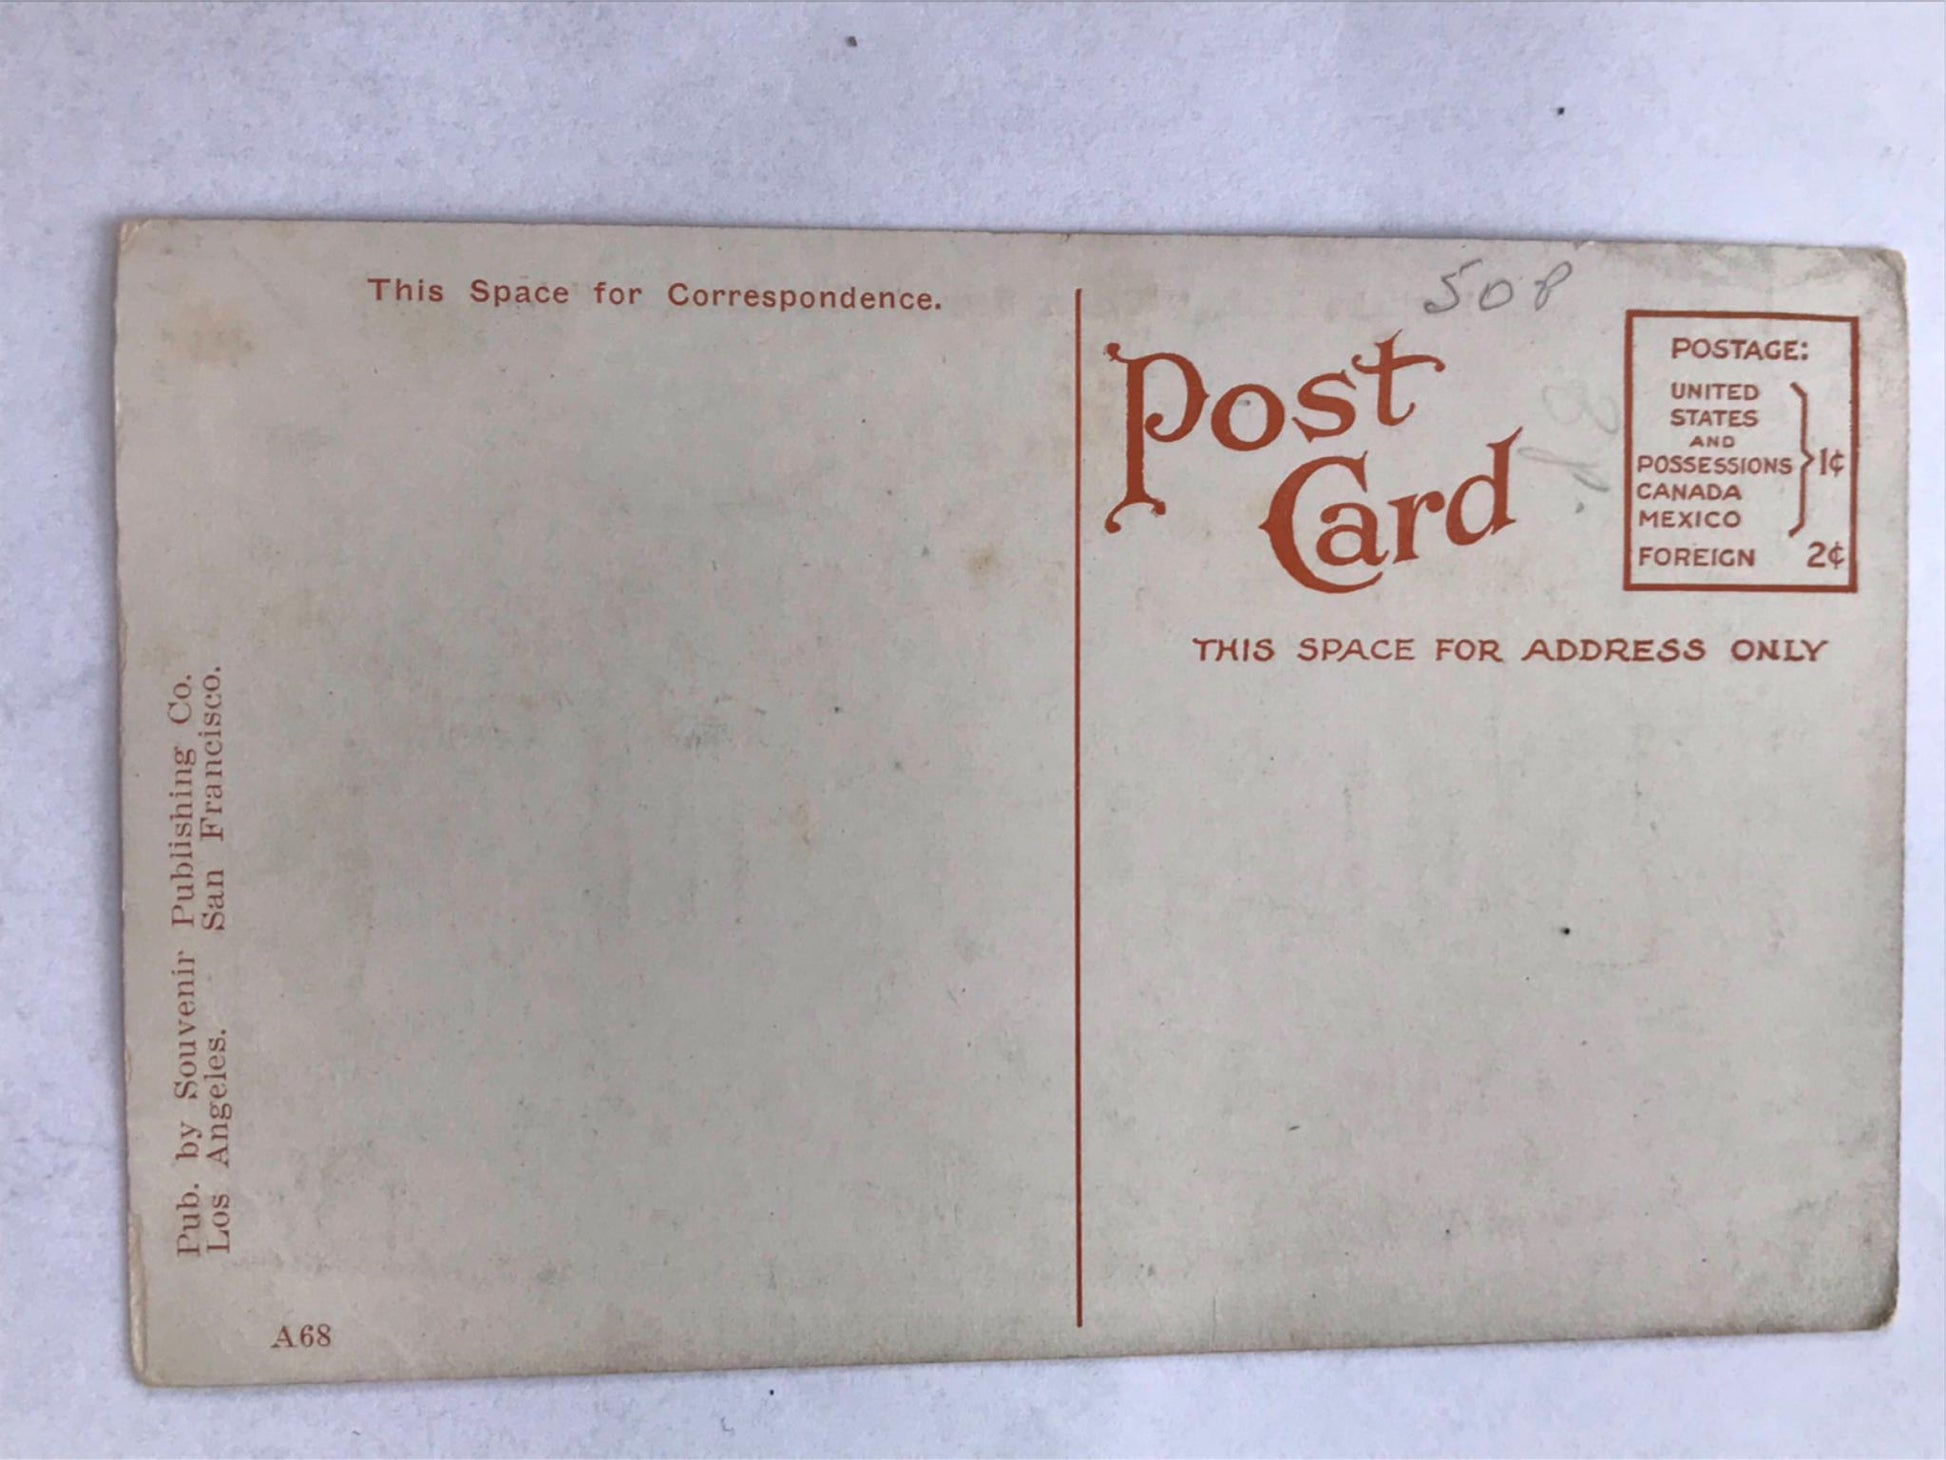 This Space for Correspondence.
50P
Post
Card
POSTAGE:
UNITED
STATES
AND
POSSESSIONS
CANADA
MEXICO
1¢
FOREIGN 2¢
THIS SPACE FOR ADDRESS ONLY
Pub. by Souvenir Publishing Co.
Los Angeles. San Francisco.
A68